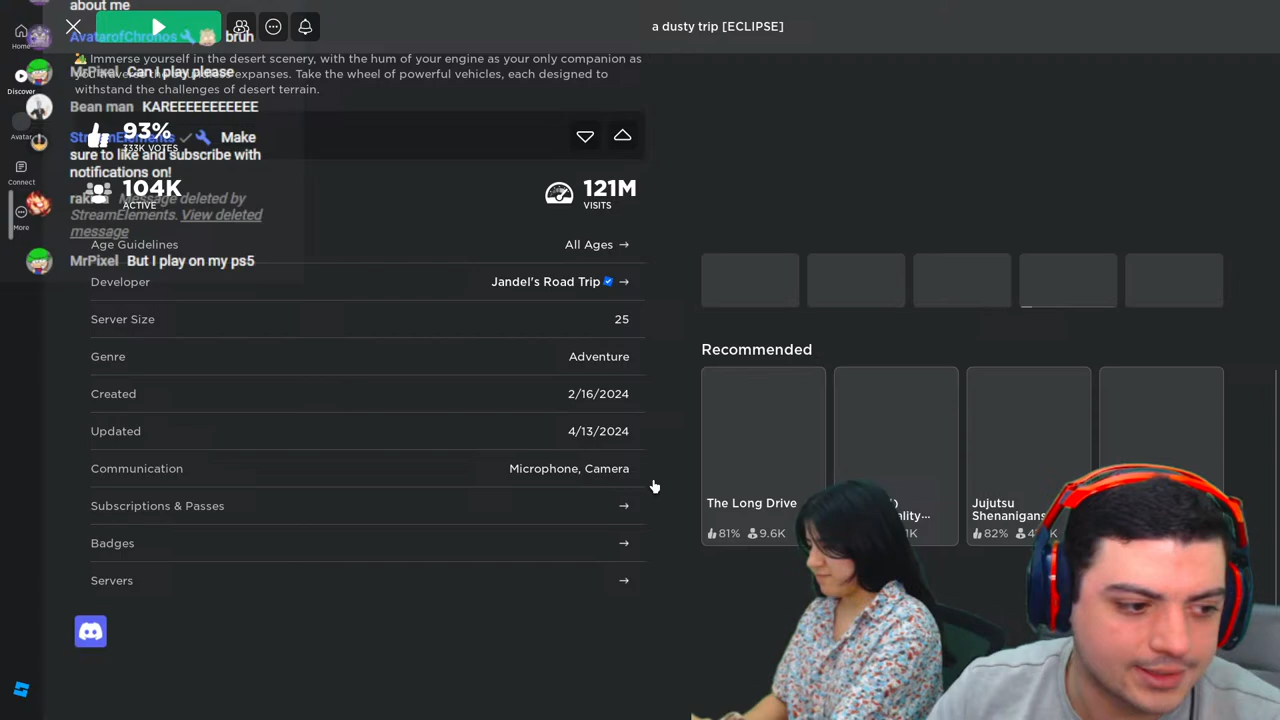 about me
a dusty trip [ECLIPSE]
Home
AvatarofChronos bruh
Immerse yourself in the desert scenery, with the hum of your engine as your only companion as
expanses. Take the wheel of powerful vehicles, each designed to
withstand the challenges of desert terrain.
MrPixel Can I play please
Discover
Bean man KAREEEEEEEEEEE
93%
333K VOTES
Avatar
StreamElements Make
sure to like and subscribe with
notifications on!
Connect
104K
ACTIVE
121M
VISITS
Message deleted by
StreamElements. View deleted
message
More
Age Guidelines
All Ages →
MrPixel But I play on my ps5
Developer
Jandel's Road Trip →
Server Size
25
Genre
Adventure
Created
2/16/2024
Updated
4/13/2024
Communication
Microphone, Camera
Subscriptions & Passes
→
Badges
→
Servers
→
Recommended
The Long Drive
81% 9.6K
ality...
Jujutsu
Shenanigans
82%